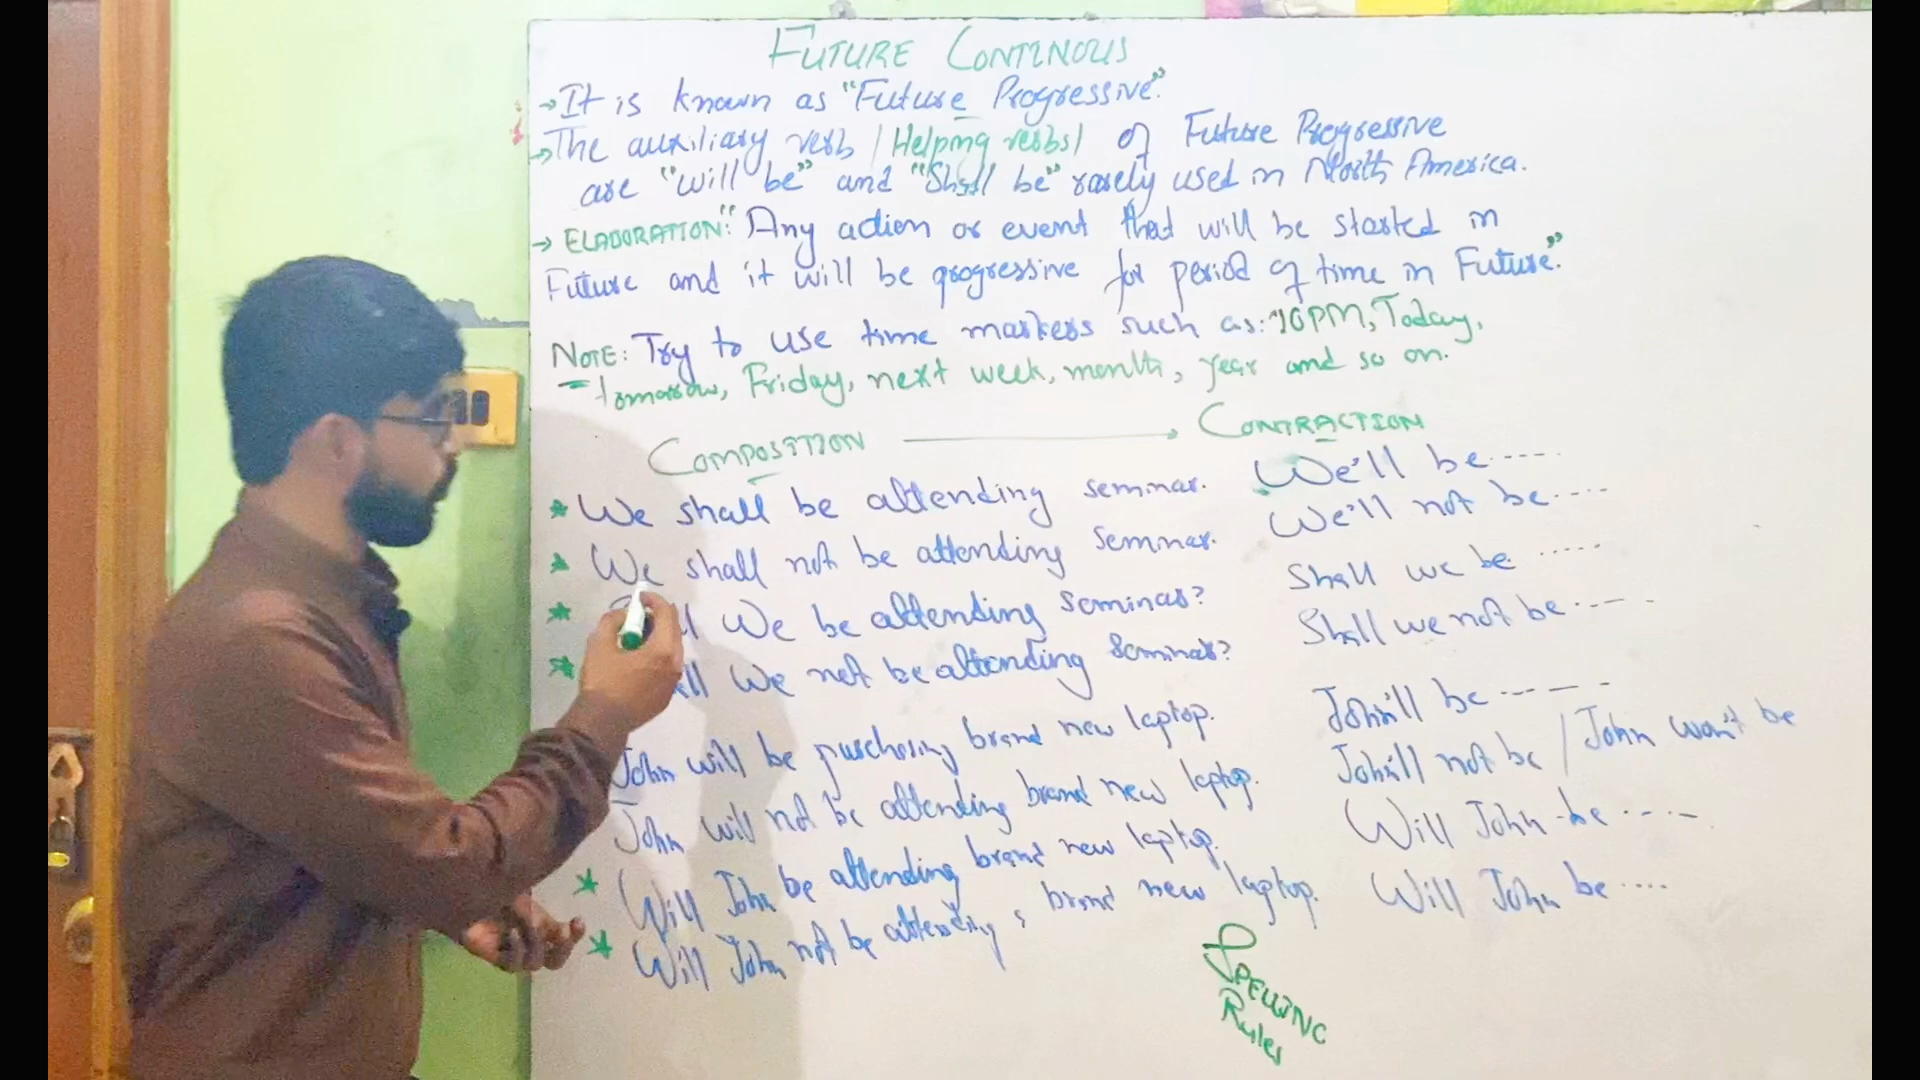 FUTURE CONTINOUS
→ It is known as "Future Progressive".
→ The auxiliary verb / Helping verbs / of Future Progressive
are "will be" and "Shall be" rarely used in North America.
→ ELABORATION: "Any action or event that will be started in
Future and it will be progressive for period of time in Future."
NOTE: Try to use time markers such as: 10PM, Today,
tomorrow, Friday, next week, month, year and so on.
COMPOSITION → CONTRACTION
We shall be attending seminar. We'll be-----
We shall not be attending seminar. We'll not be----
We be attending seminar? Shall we be -----
We not be attending seminar? Shall we not be -----
John will be purchasing brand new laptop. John'll be -----
John will not be attending brand new laptop. John'll not be / John won't be
Will John be attending brand new laptop. Will John be -----
Will John not be attending brand new laptop. Will John be ----
SPELLING
Rules